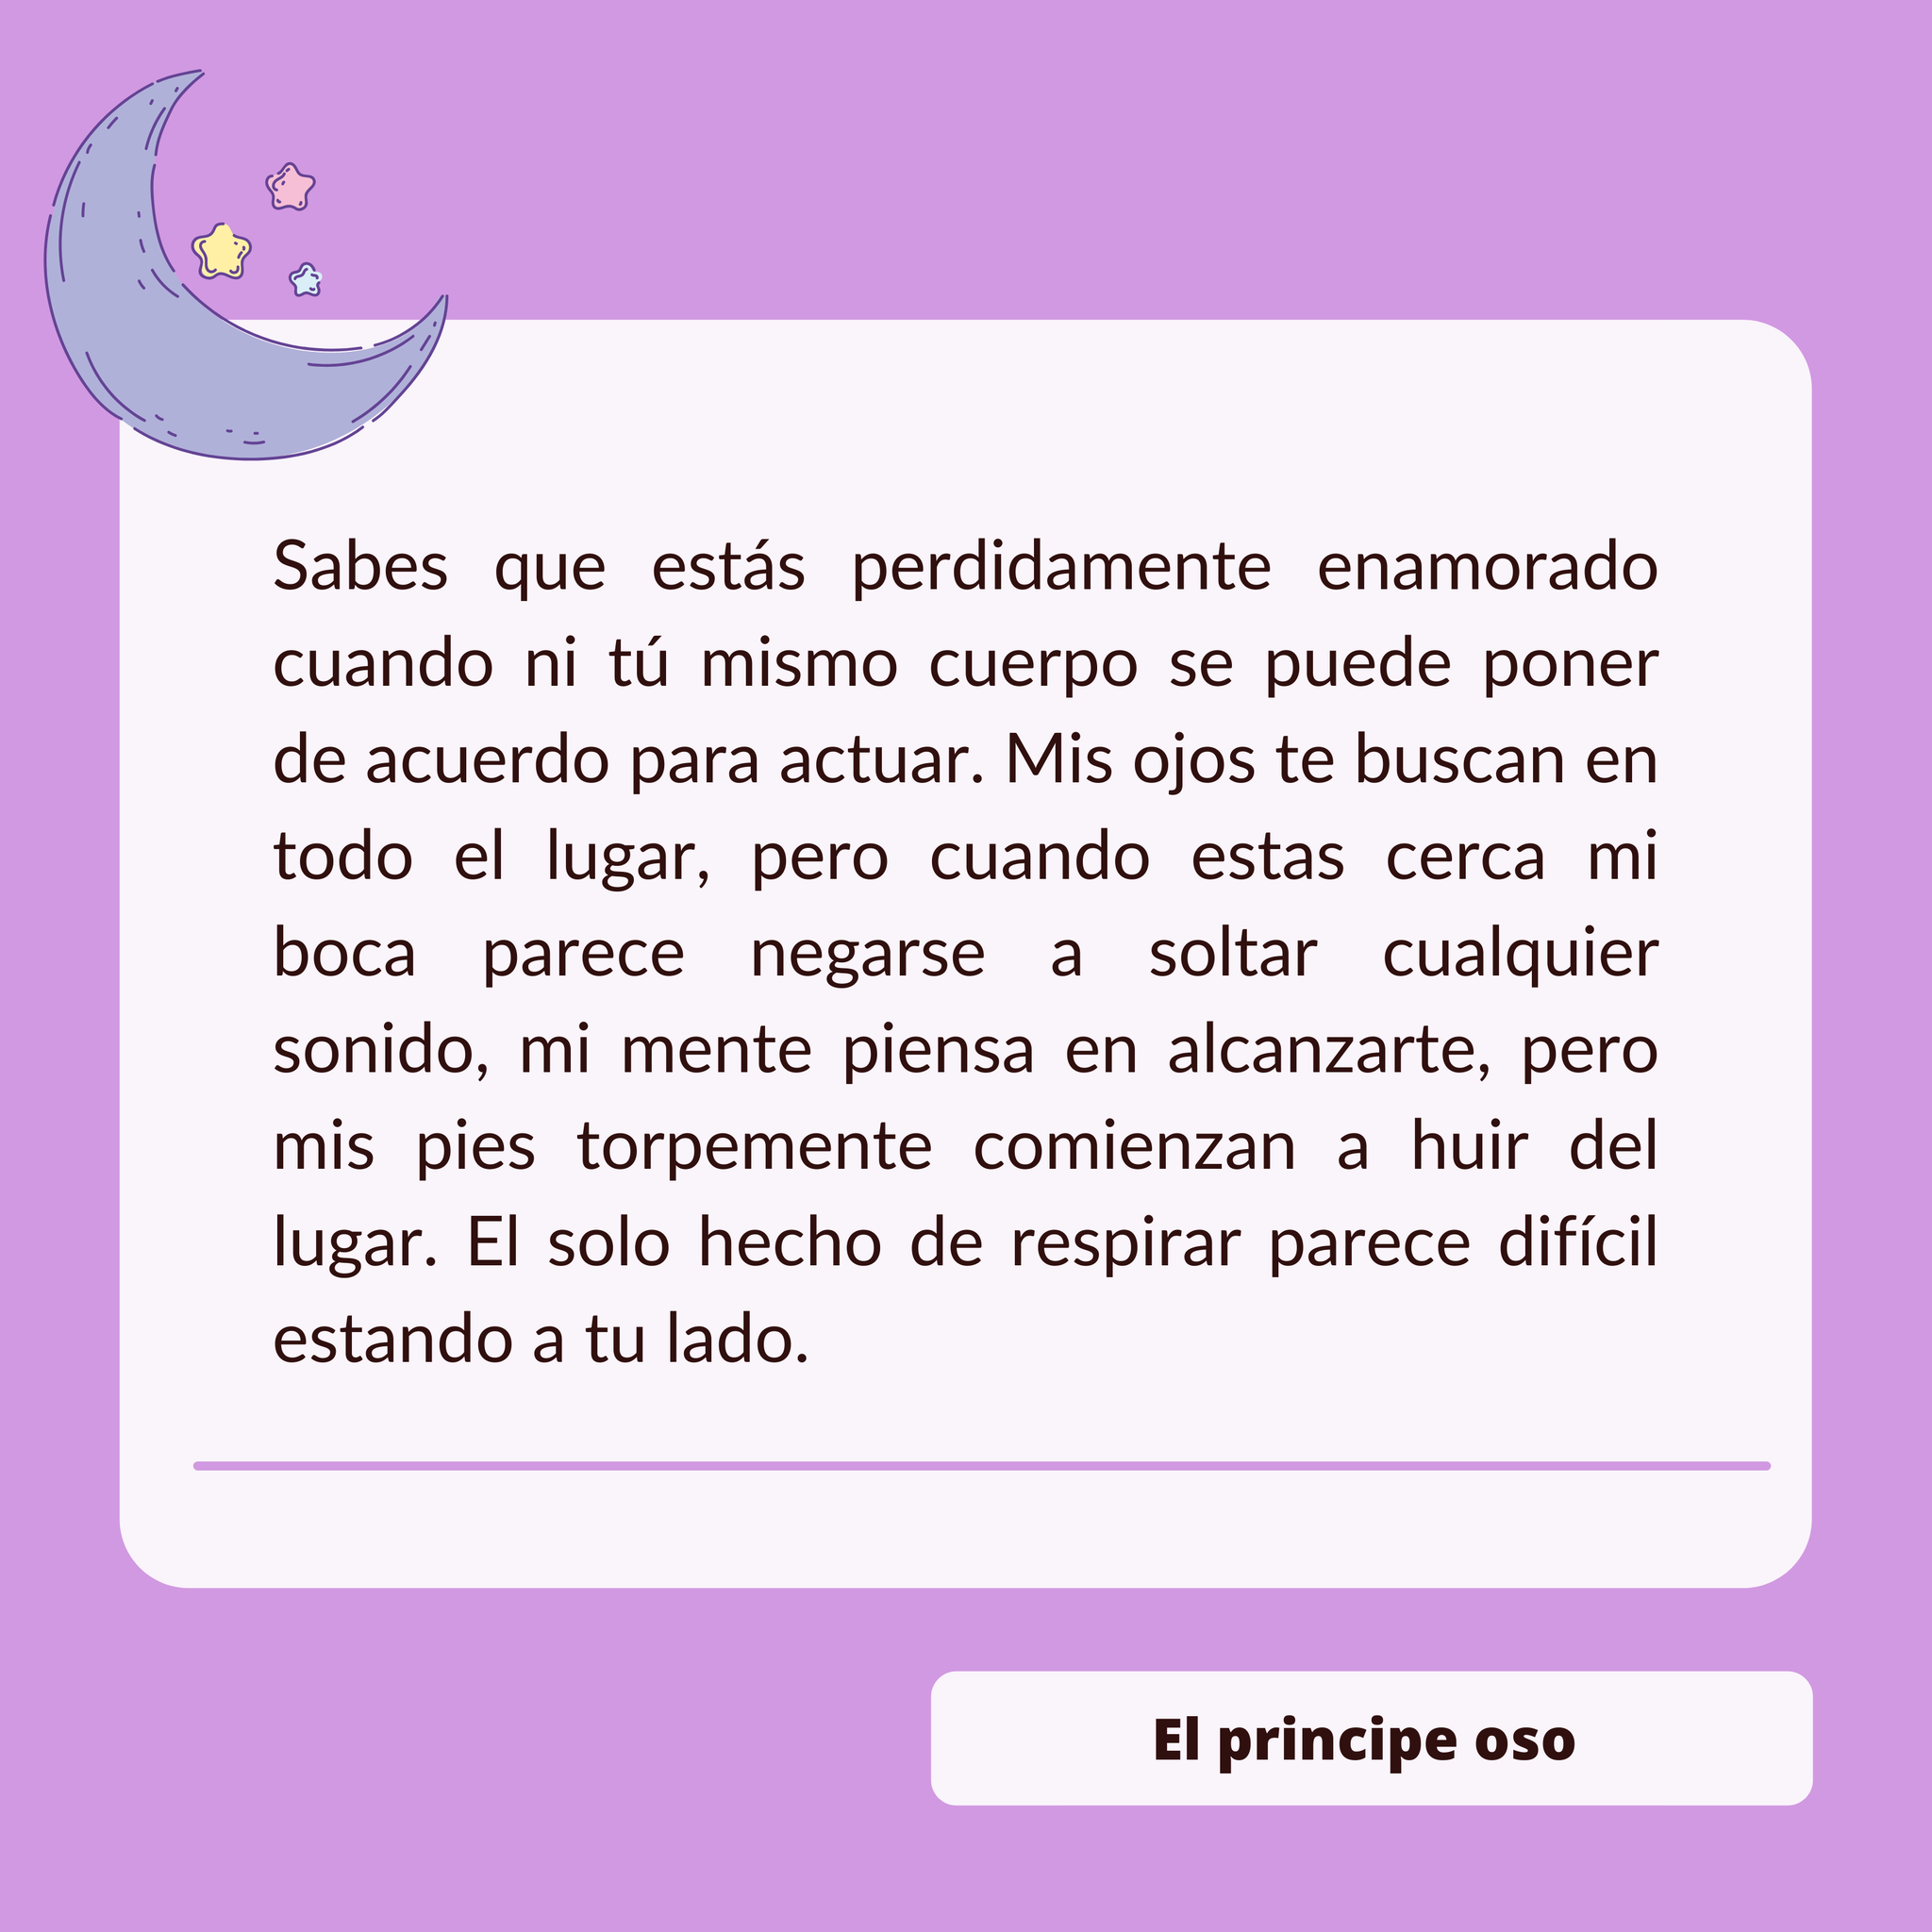 Sabes que estás perdidamente enamorado
cuando ni tú mismo cuerpo se puede poner
de acuerdo para actuar. Mis ojos te buscan en
todo el lugar, pero cuando estas cerca mi
boca parece negarse a soltar cualquier
sonido, mi mente piensa en alcanzarte, pero
mis pies torpemente comienzan a huir del
lugar. El solo hecho de respirar parece difícil
estando a tu lado.
El principe oso